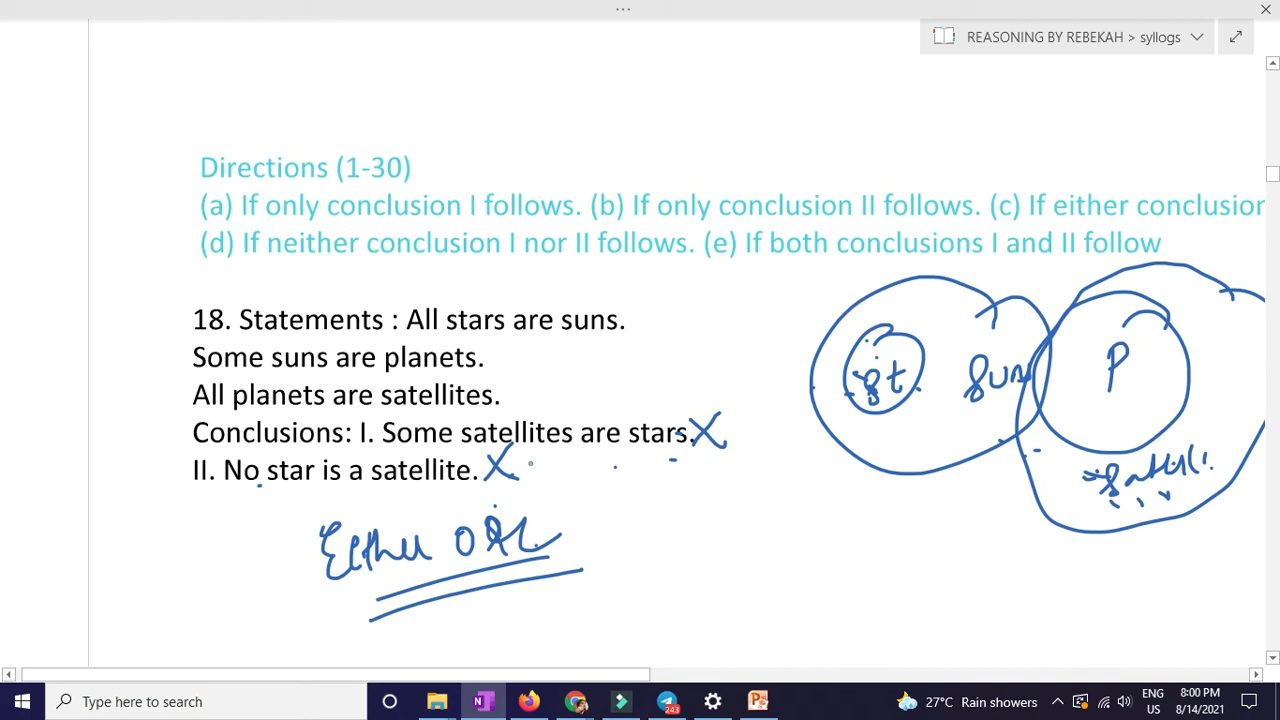 REASONING BY REBEKAH > syllogs
Directions (1-30)
(a) If only conclusion I follows. (b) If only conclusion II follows. (c) If either conclusion
(d) If neither conclusion I nor II follows. (e) If both conclusions I and II follow
18. Statements : All stars are suns.
Some suns are planets.
All planets are satellites.
Conclusions: I. Some satellites are stars. X
II. No star is a satellite. X
Either OR
St Suns P
Type here to search
243
27°C Rain showers
ENG
US
8:00 PM
8/14/2021